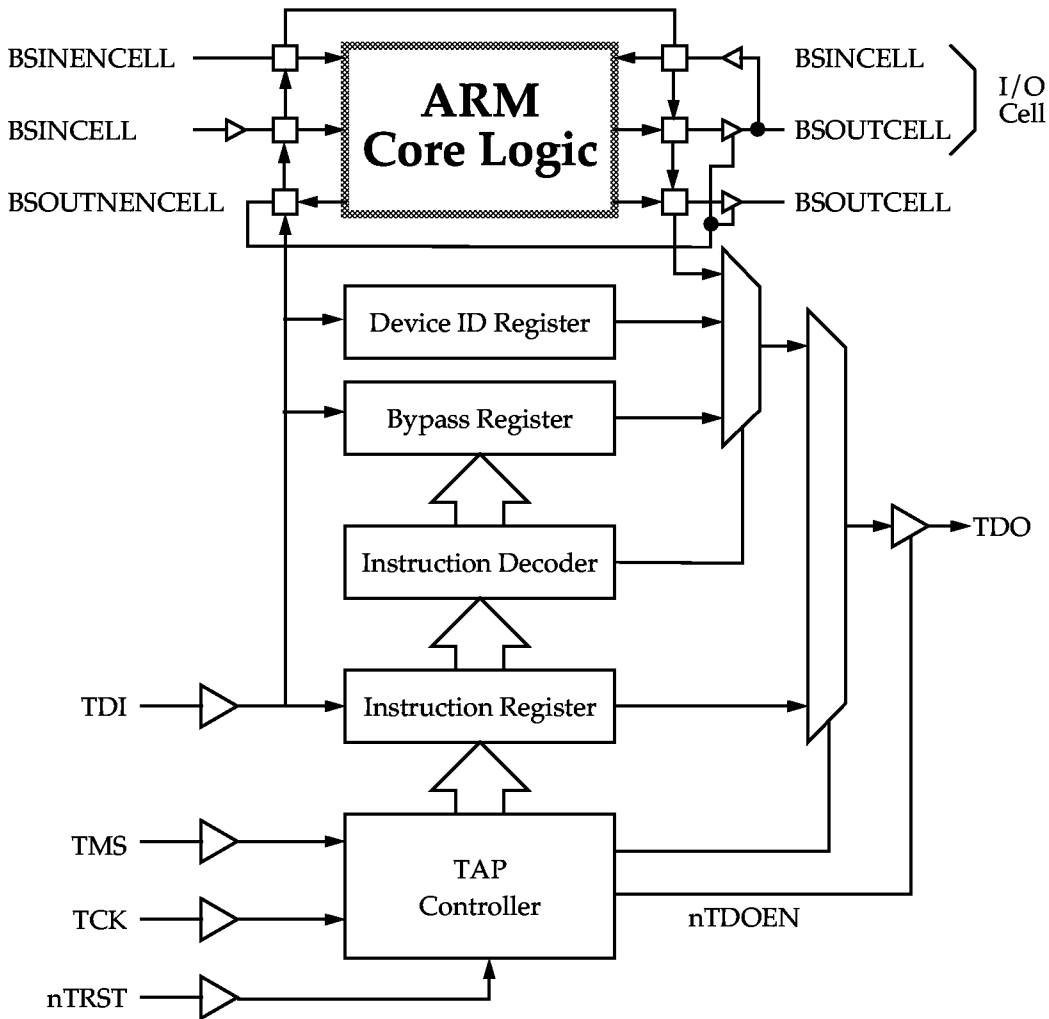 BSINENCELL
BSINCELL
I/O
Cell
ARM
Core Logic
BSINCELL
BSOUTCELL
BSOUTNENCELL
BSOUTCELL
Device ID Register
Bypass Register
Instruction Decoder
TDO
TDI
Instruction Register
TMS
TAP
Controller
TCK
nTDOEN
nTRST